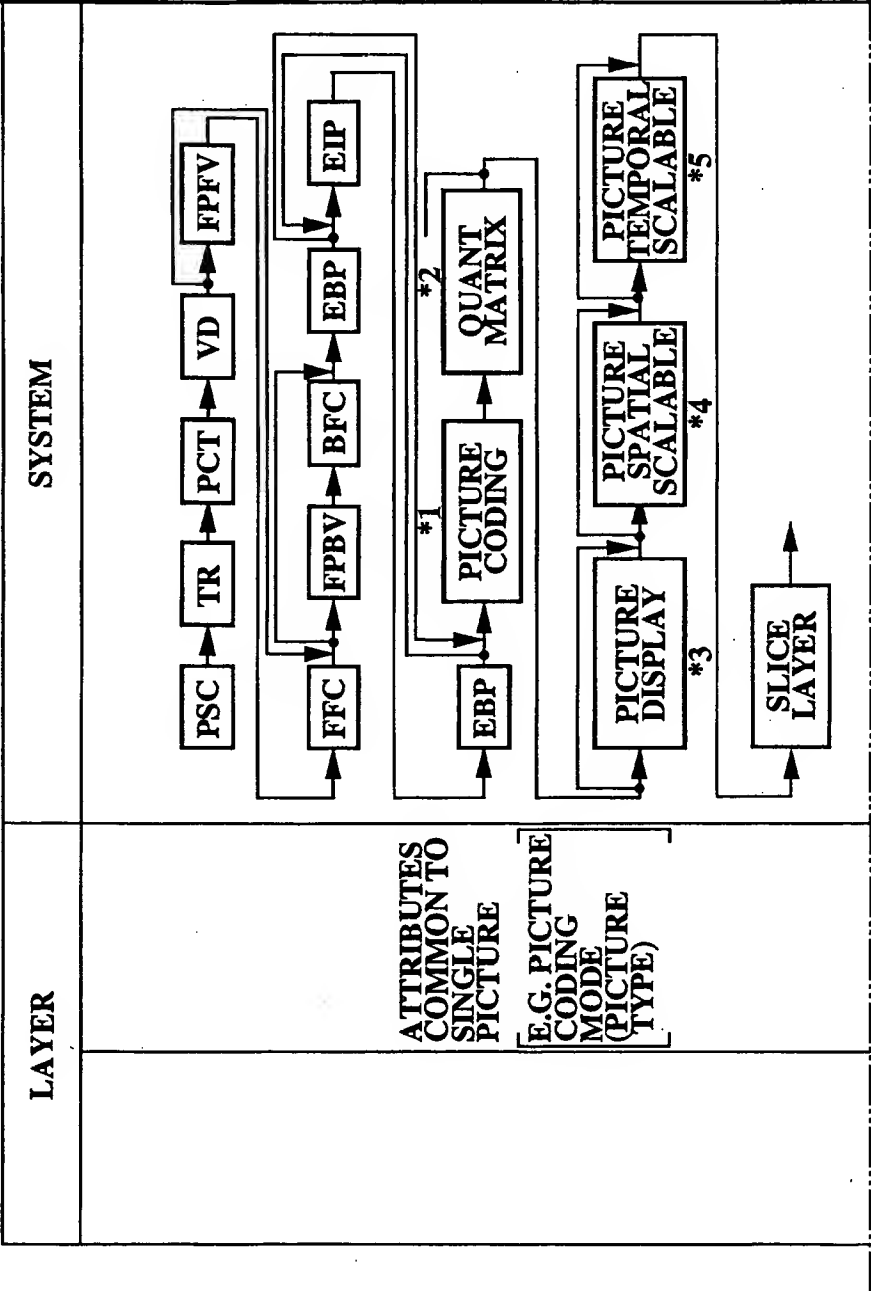 LAYER
SYSTEM
ATTRIBUTES
COMMON TO
SINGLE
PICTURE
E.G. PICTURE
CODING
MODE
(PICTURE
TYPE)
PSC
TR
PCT
VD
FPFV
FFC
FPBV
BFC
EBP
EIP
EBP
*1
PICTURE
CODING
*2
QUANT
MATRIX
PICTURE
DISPLAY
*3
PICTURE
SPATIAL
SCALABLE
*4
PICTURE
TEMPORAL
SCALABLE
*5
SLICE
LAYER